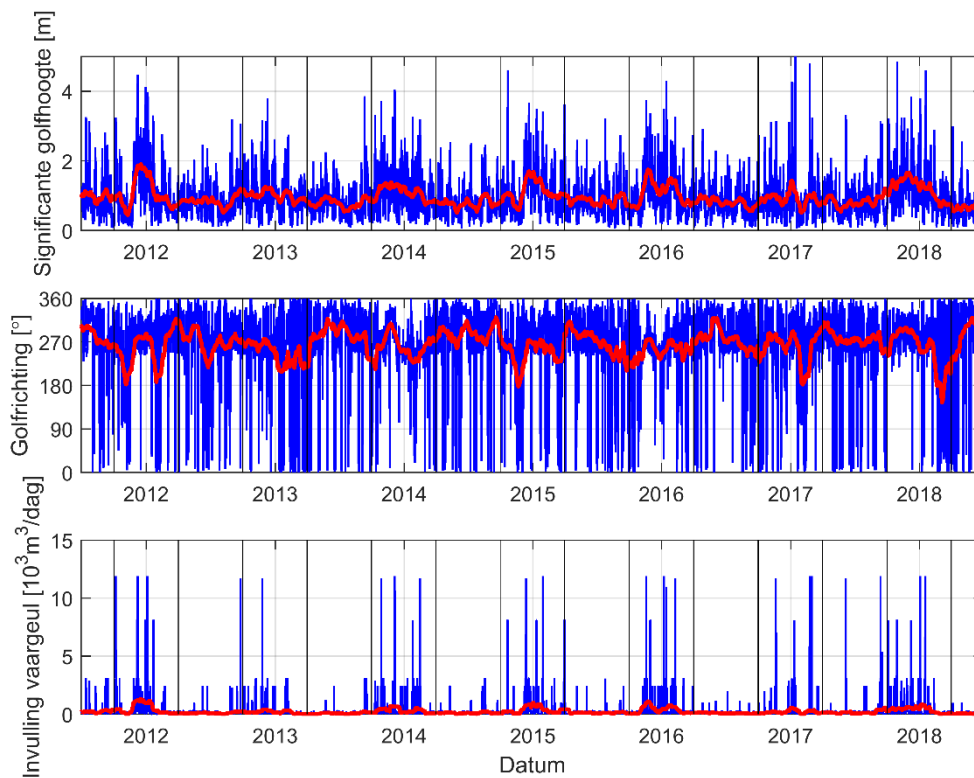 Significante golfhoogte [m]
4
2
0
2012 2013 2014 2015 2016 2017 2018
Golfrichting [°]
360
270
180
90
0
2012 2013 2014 2015 2016 2017 2018
Invulling vaargeul [10³m³/dag]
15
10
5
0
2012 2013 2014 2015 2016 2017 2018
Datum